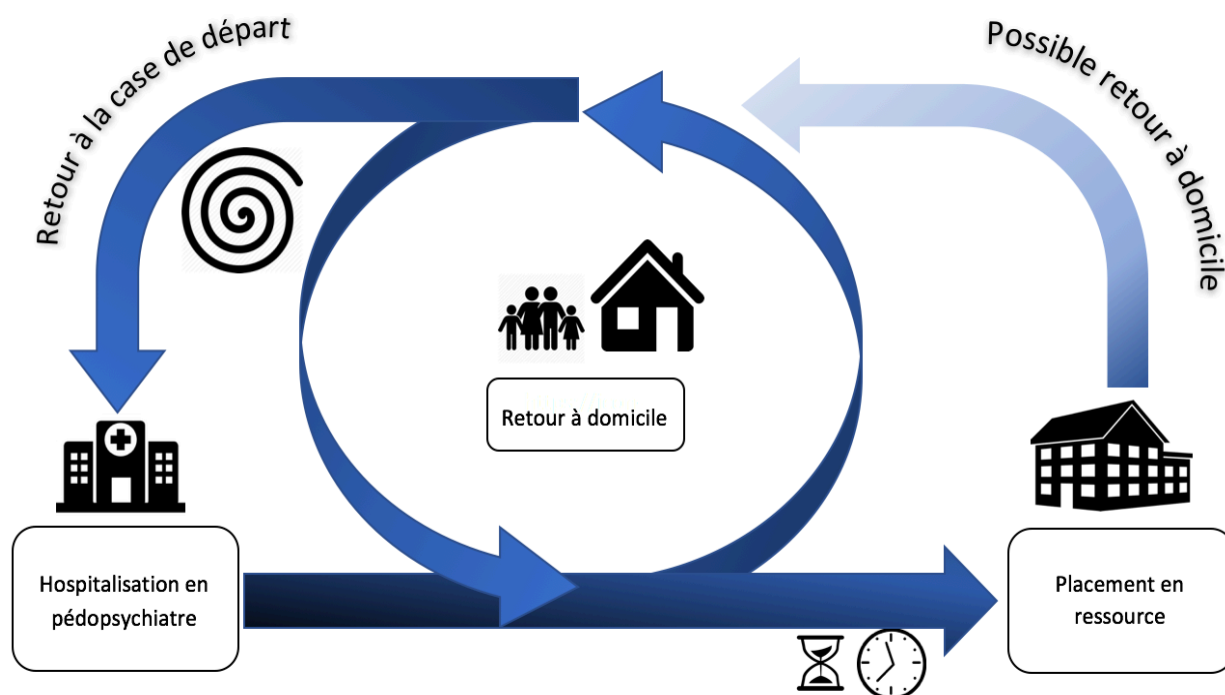 Retour à la case de départ
Possible retour à domicile
Retour à domicile
Hospitalisation en
pédopsychiatre
Placement en
ressource